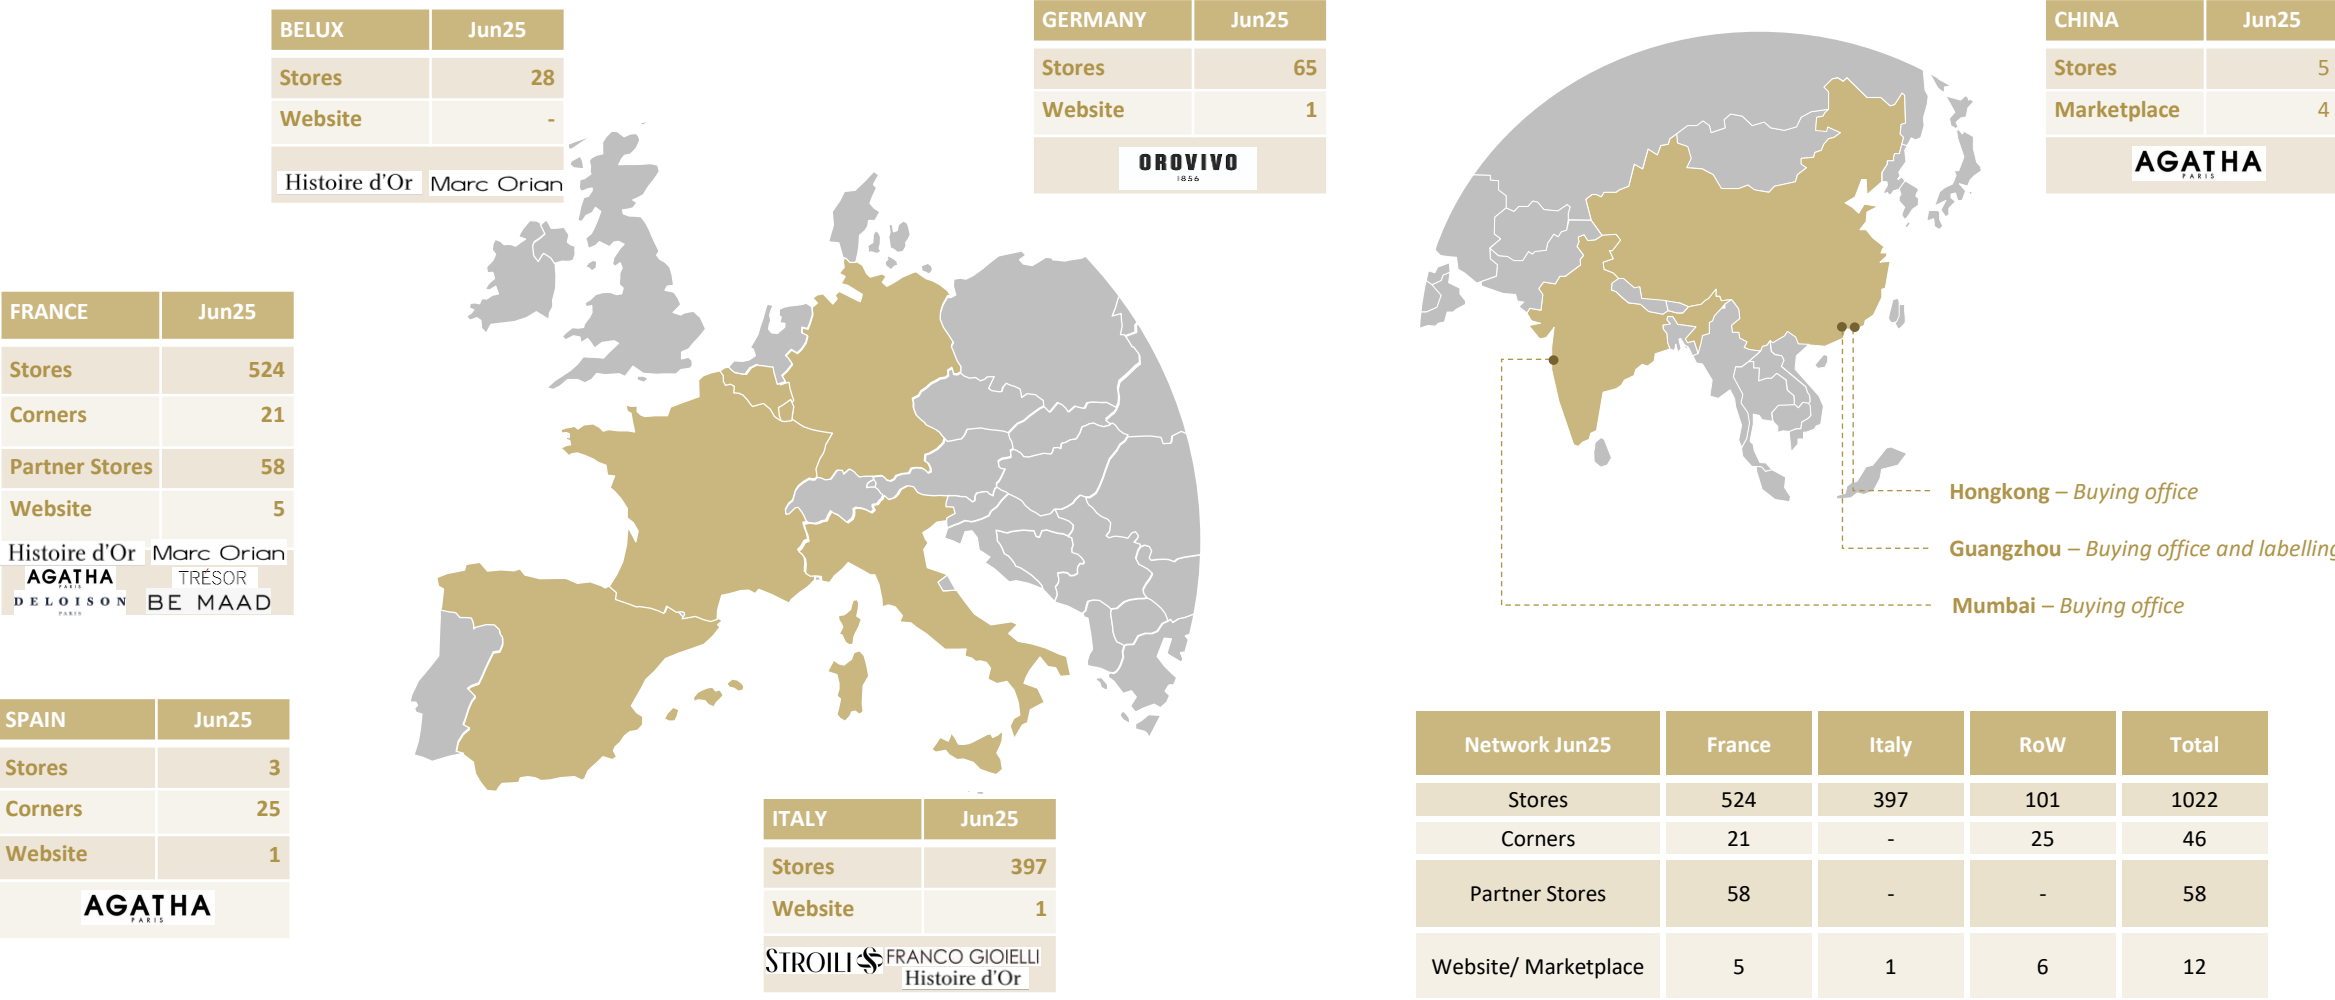 BELUX Jun25
Stores 28
Website -
Histoire d'Or Marc Orian
GERMANY Jun25
Stores 65
Website 1
OROVIVO
1856
CHINA Jun25
Stores 5
Marketplace 4
AGATHA
PARIS
FRANCE Jun25
Stores 524
Corners 21
Partner Stores 58
Website 5
Histoire d'Or Marc Orian
AGATHA TRÉSOR
PARIS
DELOISON BE MAAD
PARIS
Hongkong – Buying office
Guangzhou – Buying office and labelling
Mumbai – Buying office
SPAIN Jun25
Stores 3
Corners 25
Website 1
AGATHA
PARIS
ITALY Jun25
Stores 397
Website 1
STROILI FRANCO GIOIELLI
Histoire d'Or
Network Jun25 France Italy RoW Total
Stores 524 397 101 1022
Corners 21 - 25 46
Partner Stores 58 - - 58
Website/ Marketplace 5 1 6 12